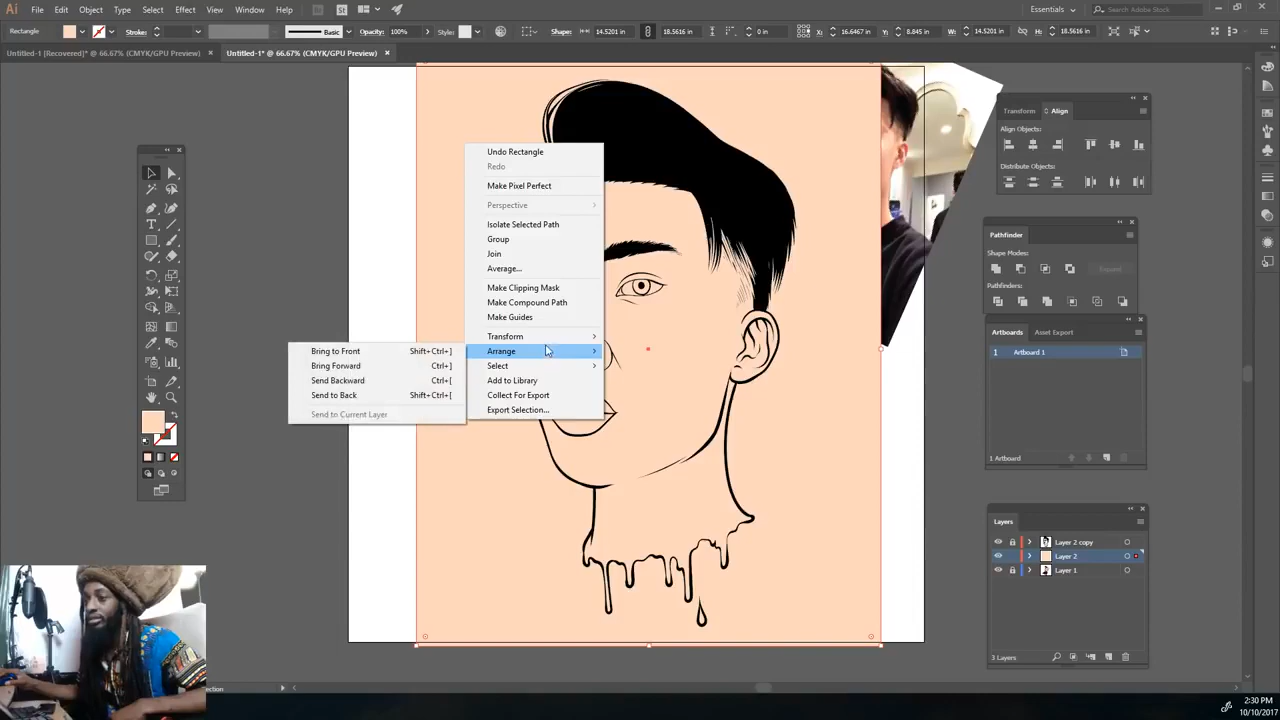 Ai File Edit Object Type Select Effect View Window Help Br St Essentials Search Adobe Stock
Rectangle Stroke: Basic Opacity: 100% Style: Shape: 14.5201 in 18.5616 in 0 in X: 16.6467 in Y: 8.845 in W: 14.5201 in H: 18.5616 in
Untitled-1 [Recovered]* @ 66.67% (CMYK/GPU Preview) × Untitled-1* @ 66.67% (CMYK/GPU Preview) ×
Transform Align
Align Objects:
Distribute Objects:
Undo Rectangle
Redo
Make Pixel Perfect
Perspective
Isolate Selected Path
Group
Join
Average...
Make Clipping Mask
Make Compound Path
Make Guides
Transform
Arrange
Select
Add to Library
Collect For Export
Export Selection...
Bring to Front Shift+Ctrl+]
Bring Forward Ctrl+]
Send Backward Ctrl+[
Send to Back Shift+Ctrl+[
Send to Current Layer
Pathfinder
Shape Modes:
Expand
Pathfinders:
Artboards Asset Export
1 Artboard 1
1 Artboard
Layers
Layer 2 copy
Layer 2
Layer 1
3 Layers
2:30 PM
10/10/2017